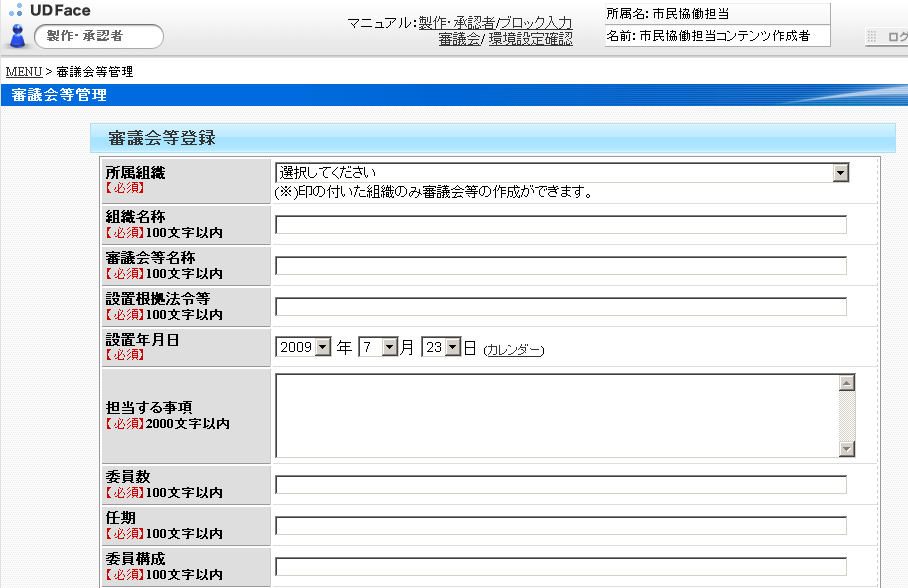 UDFace
製作・承認者
マニュアル：製作・承認者/ブロック入力
審議会/ 環境設定確認
所属名：市民協働担当
名前：市民協働担当コンテンツ作成者
ログ
MENU > 審議会等管理
審議会等管理
審議会等登録
所属組織
【必須】
選択してください
(※)印の付いた組織のみ審議会等の作成ができます。
組織名称
【必須】100文字以内
審議会等名称
【必須】100文字以内
設置根拠法令等
【必須】100文字以内
設置年月日
【必須】
2009 年 7 月 23 日 (カレンダー)
担当する事項
【必須】2000文字以内
委員数
【必須】100文字以内
任期
【必須】100文字以内
委員構成
【必須】100文字以内